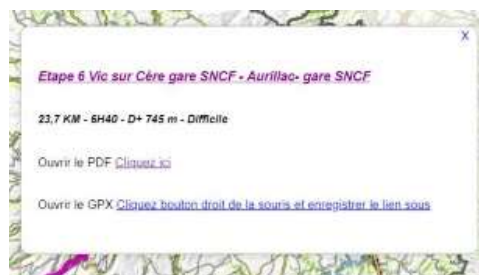 X
Etape 6 Vic sur Cère gare SNCF - Aurillac- gare SNCF
23,7 KM - 6H40 - D+ 745 m - Difficile
Ouvrir le PDF Cliquez ici
Ouvrir le GPX Cliquez bouton droit de la souris et enregistrer le lien sous